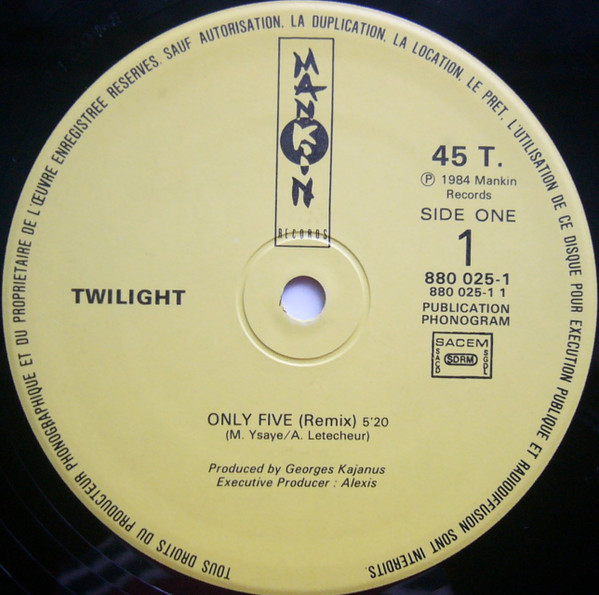 TOUS DROITS DU PRODUCTEUR PHONOGRAPHIQUE ET DU PROPRIETAIRE DE L'ŒUVRE ENREGISTREE RESERVES. SAUF AUTORISATION, LA DUPLICATION, LA LOCATION, LE PRET, L'UTILISATION DE CE DISQUE POUR EXECUTION PUBLIQUE ET RADIODIFFUSION SONT INTERDITS.
MANKIN
RECORDS
45 T.
Ⓟ 1984 Mankin
Records
SIDE ONE
1
880 025-1
880 025-1 1
PUBLICATION
PHONOGRAM
SACEM
SACD SDRM SGDL
TWILIGHT
ONLY FIVE (Remix) 5'20
(M. Ysaye/A. Letecheur)
Produced by Georges Kajanus
Executive Producer : Alexis